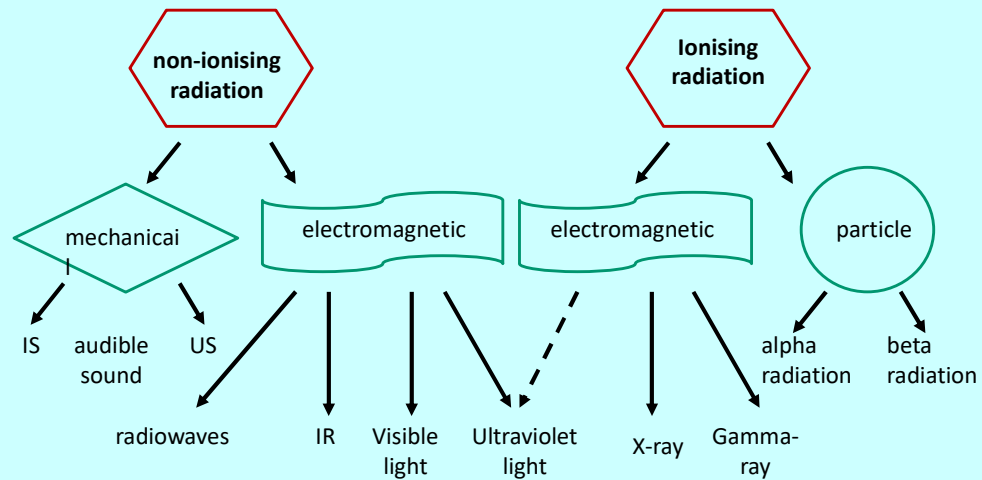 non-ionising
radiation
Ionising
radiation
mechanicai
l
electromagnetic
electromagnetic
particle
IS
audible
sound
US
alpha
radiation
beta
radiation
radiowaves
IR
Visible
light
Ultraviolet
light
X-ray
Gamma-
ray